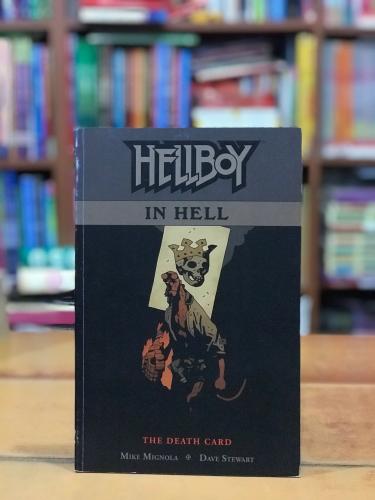 HELLBOY
IN HELL
THE DEATH CARD
MIKE MIGNOLA ✠ DAVE STEWART